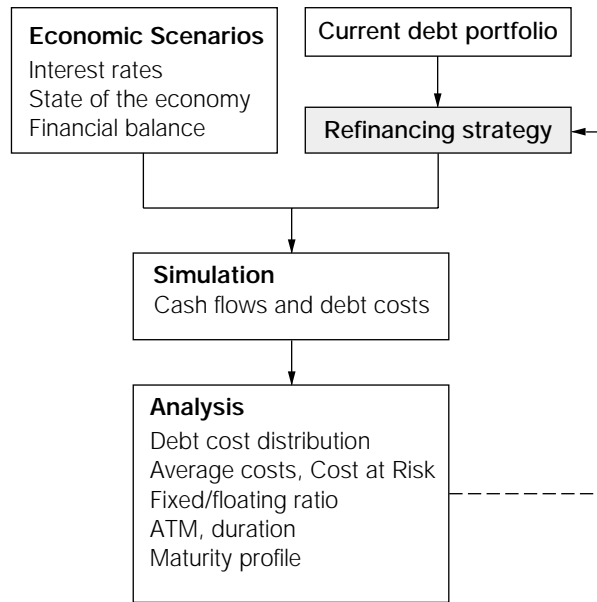 Economic Scenarios
Interest rates
State of the economy
Financial balance
Current debt portfolio
Refinancing strategy
Simulation
Cash flows and debt costs
Analysis
Debt cost distribution
Average costs, Cost at Risk
Fixed/floating ratio
ATM, duration
Maturity profile